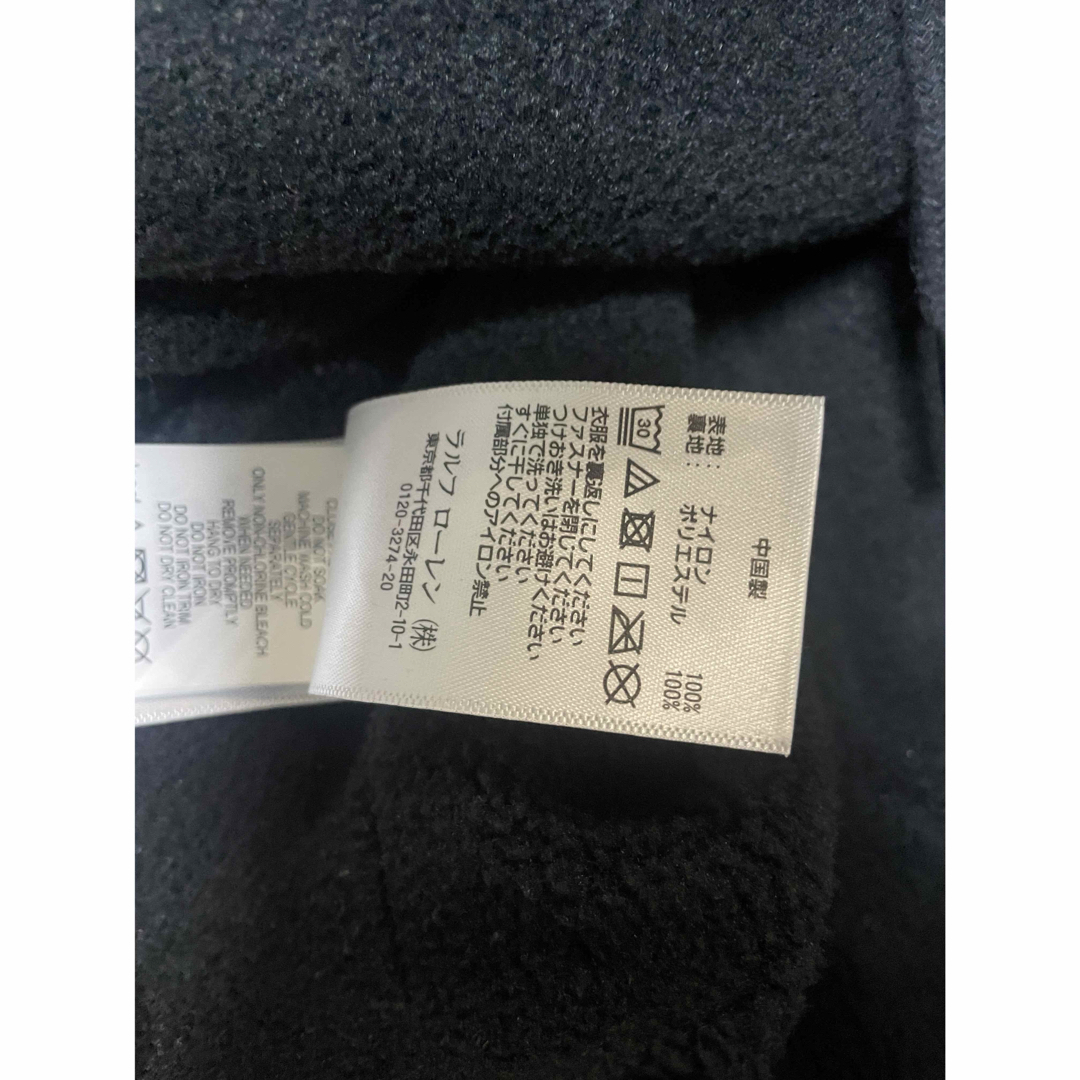 中国製
表地： ナイロン 100%
裏地： ポリエステル 100%
30
衣服を裏返しにしてください
ファスナーを閉じてください
つけおき洗いはお避けください
単独で洗ってください
すぐに干してください
付属部分へのアイロン禁止
ラルフ ローレン (株)
東京都千代田区永田町2-10-1
0120-3274-20
DO NOT SOAK
MACHINE WASH COLD
GENTLE CYCLE
SEPARATELY
ONLY NON-CHLORINE BLEACH
WHEN NEEDED
REMOVE PROMPTLY
HANG TO DRY
DO NOT IRON
DO NOT IRON TRIM
DO NOT DRY CLEAN